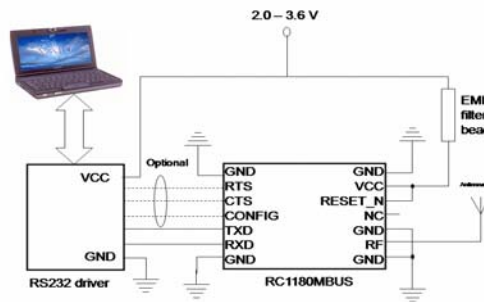 2.0 – 3.6 V
EMI
filter
bead
Optional
Antenna
VCC
GND
RS232 driver
GND
RTS
CTS
CONFIG
TXD
RXD
GND
GND
VCC
RESET_N
NC
GND
RF
GND
RC1180MBUS